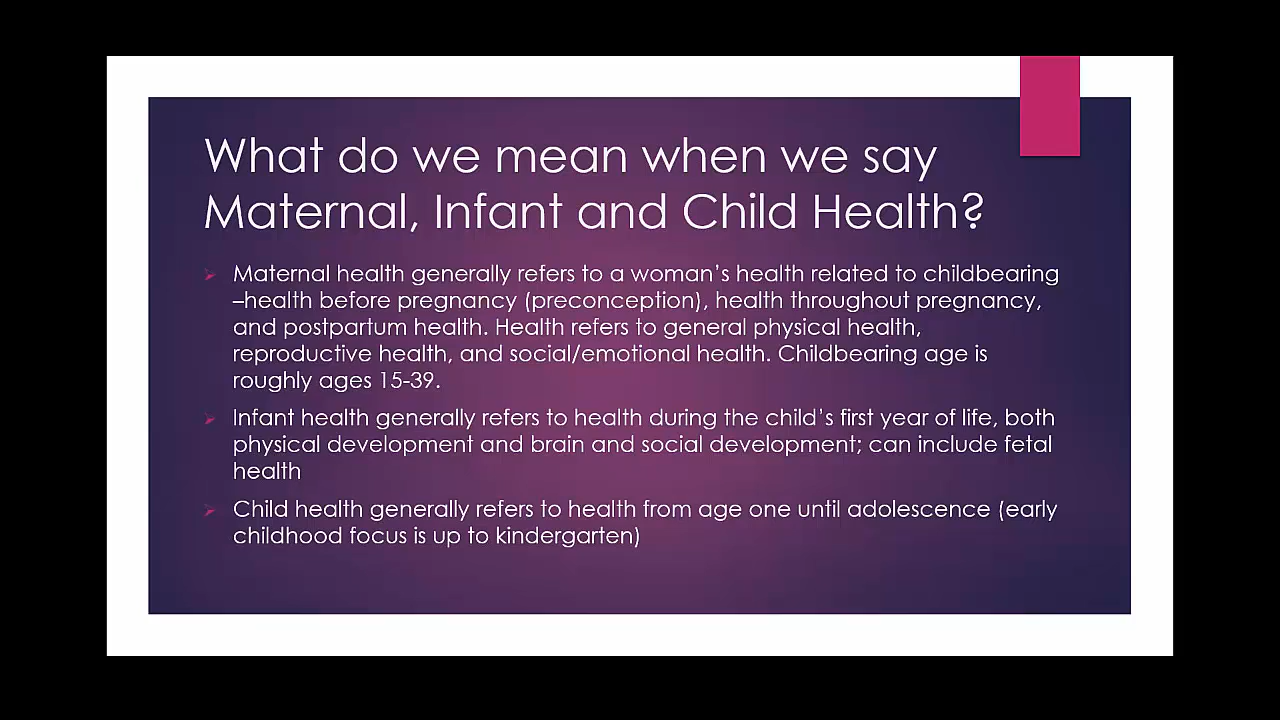 What do we mean when we say
Maternal, Infant and Child Health?
Maternal health generally refers to a woman's health related to childbearing
–health before pregnancy (preconception), health throughout pregnancy,
and postpartum health. Health refers to general physical health,
reproductive health, and social/emotional health. Childbearing age is
roughly ages 15-39.
Infant health generally refers to health during the child's first year of life, both
physical development and brain and social development; can include fetal
health
Child health generally refers to health from age one until adolescence (early
childhood focus is up to kindergarten)